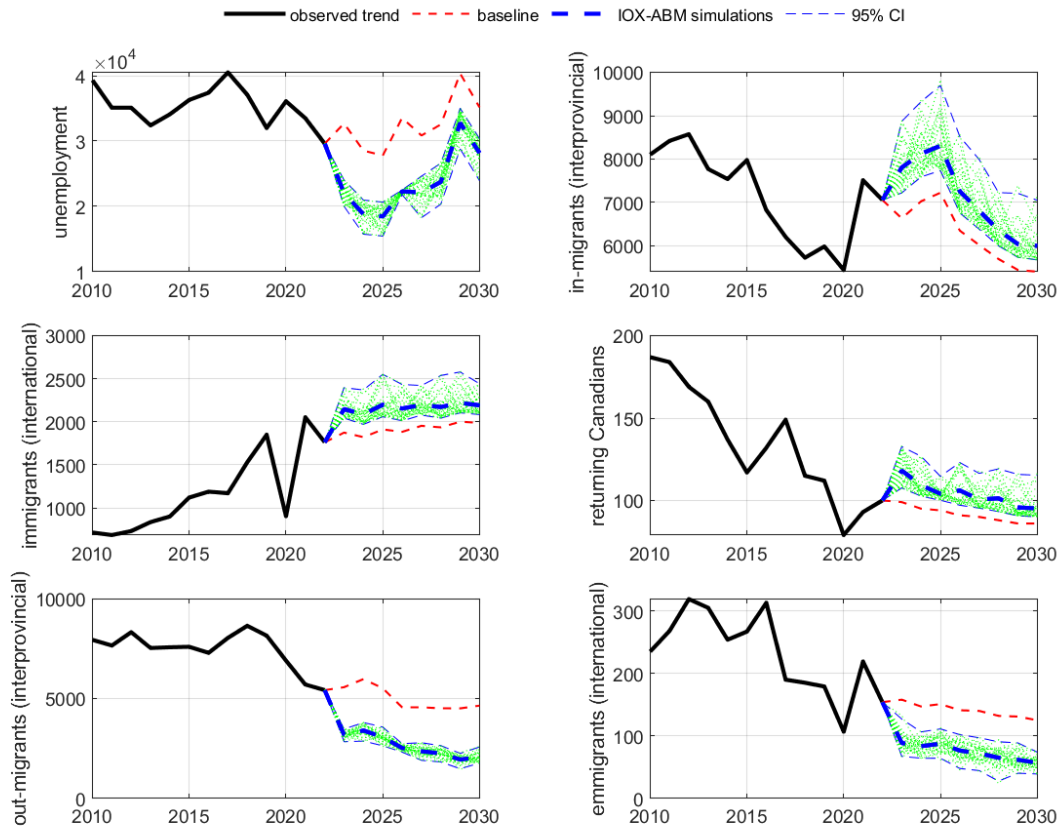 observed trend baseline IOX-ABM simulations 95% CI
×10^4
unemployment
4
3
2
1
2010 2015 2020 2025 2030
in-migrants (interprovincial)
10000
9000
8000
7000
6000
2010 2015 2020 2025 2030
immigrants (international)
3000
2500
2000
1500
1000
2010 2015 2020 2025 2030
returning Canadians
200
150
100
2010 2015 2020 2025 2030
out-migrants (interprovincial)
10000
5000
0
2010 2015 2020 2025 2030
emmigrants (international)
300
200
100
0
2010 2015 2020 2025 2030